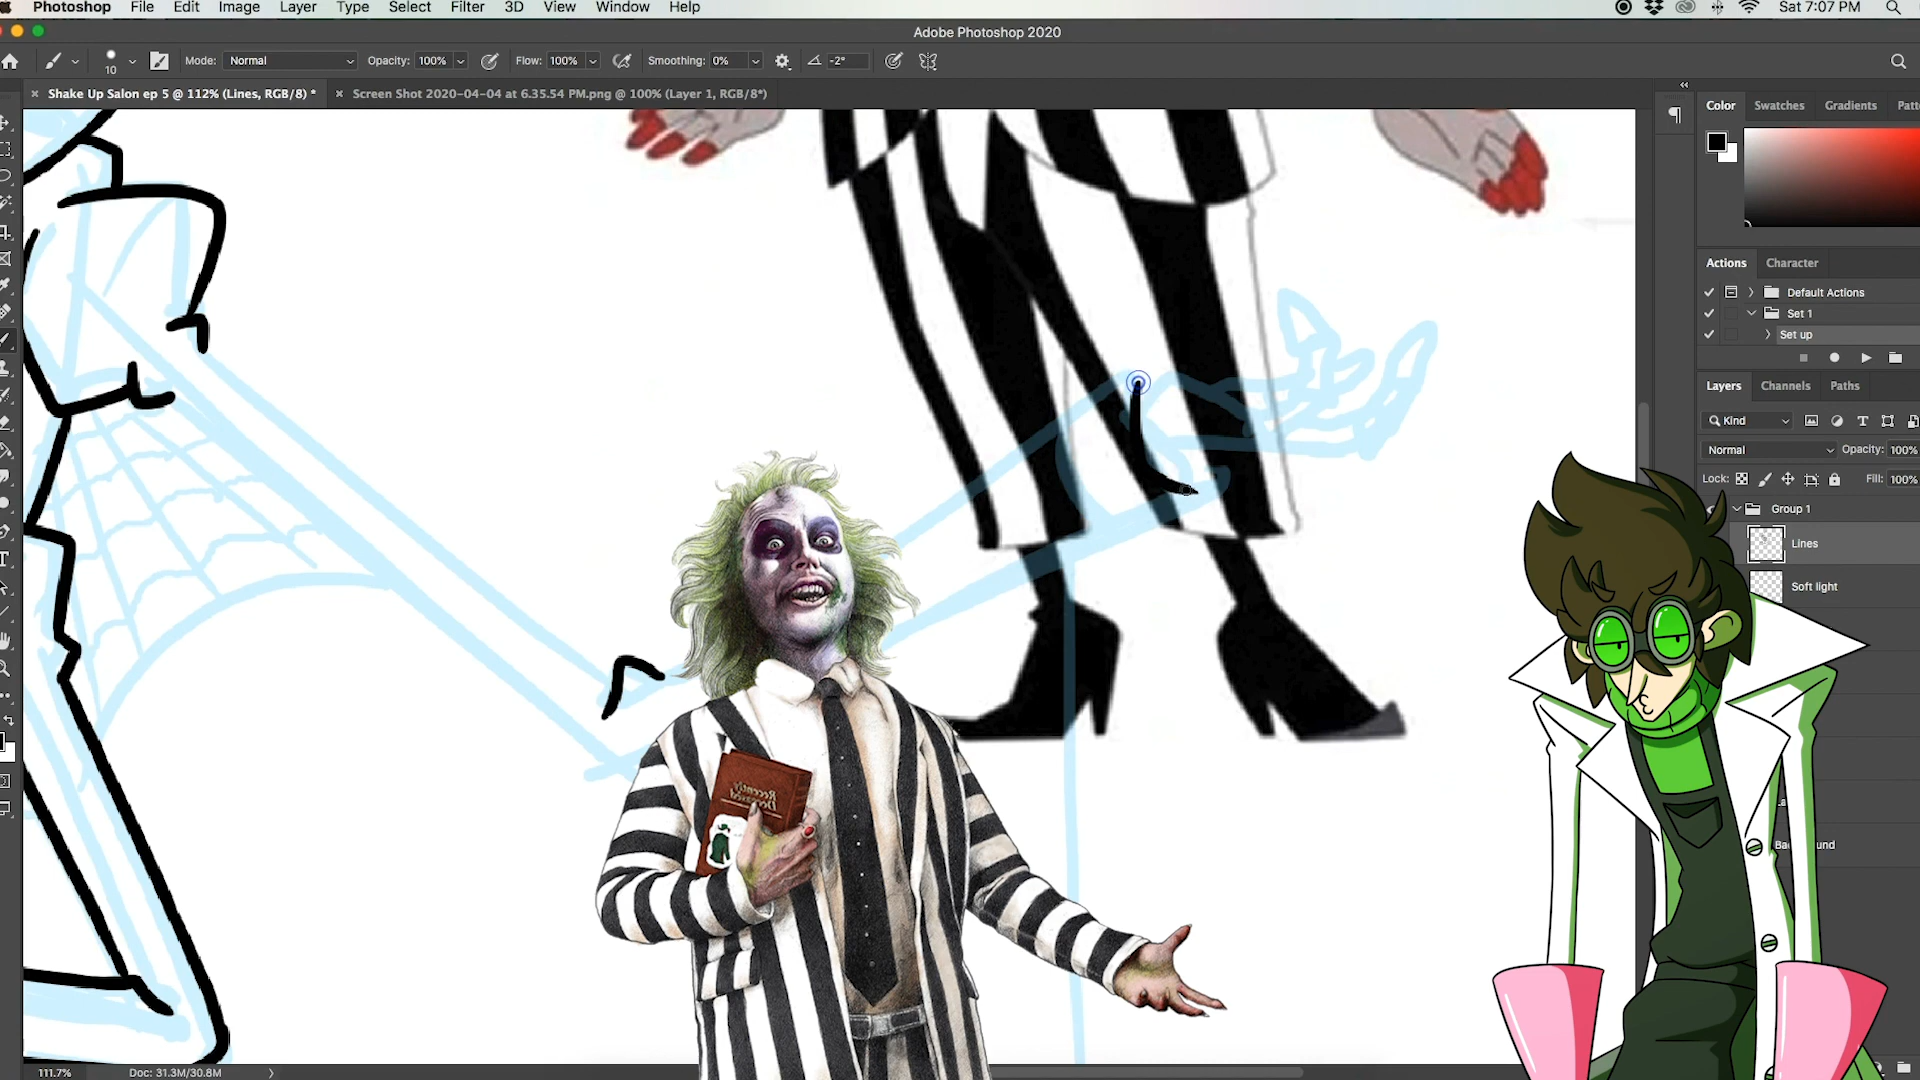 Photoshop File Edit Image Layer Type Select Filter 3D View Window Help Sat 7:07 PM
Adobe Photoshop 2020
10 Mode: Normal Opacity: 100% Flow: 100% Smoothing: 0% -2°
Shake Up Salon ep 5 @ 112% (Lines, RGB/8) * Screen Shot 2020-04-04 at 6.35.54 PM.png @ 100% (Layer 1, RGB/8*)
Color Swatches Gradients Patte
Actions Character
Default Actions
Set 1
Set up
Layers Channels Paths
Kind
Normal Opacity: 100%
Lock: Fill: 100%
Group 1
Lines
Soft light
Recently
Deceased
111.7% Doc: 31.3M/30.8M